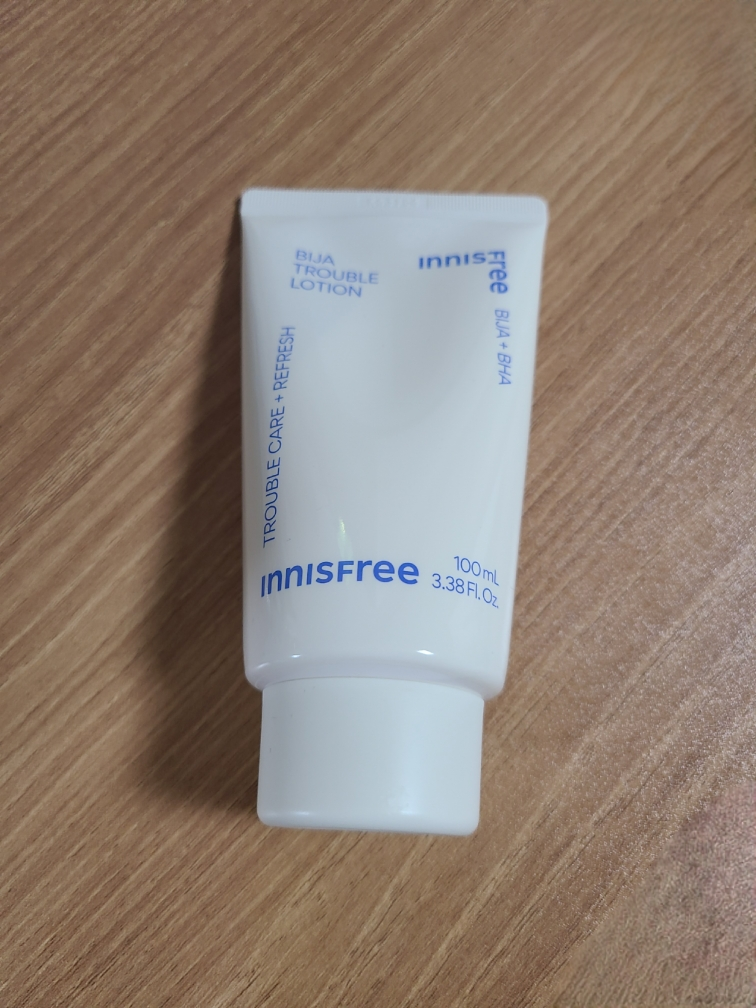 BIJA
TROUBLE
LOTION
INNISFree
BIJA + BHA
TROUBLE CARE + REFRESH
INNISFree
100 mL
3.38 Fl. Oz.